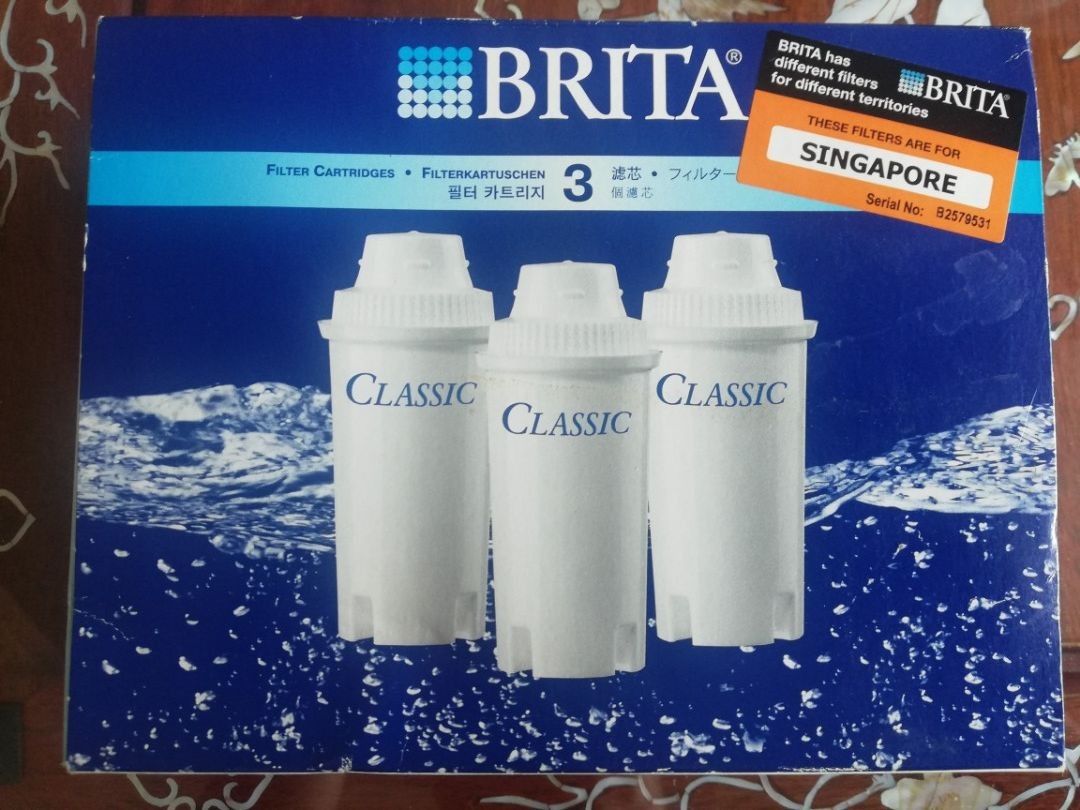 BRITA®
BRITA has
different filters
for different territories
BRITA®
THESE FILTERS ARE FOR
SINGAPORE
Serial No: B2579531
FILTER CARTRIDGES • FILTERKARTUSCHEN 3 滤芯 • フィルター
필터 카트리지 個濾芯
CLASSIC
CLASSIC
CLASSIC